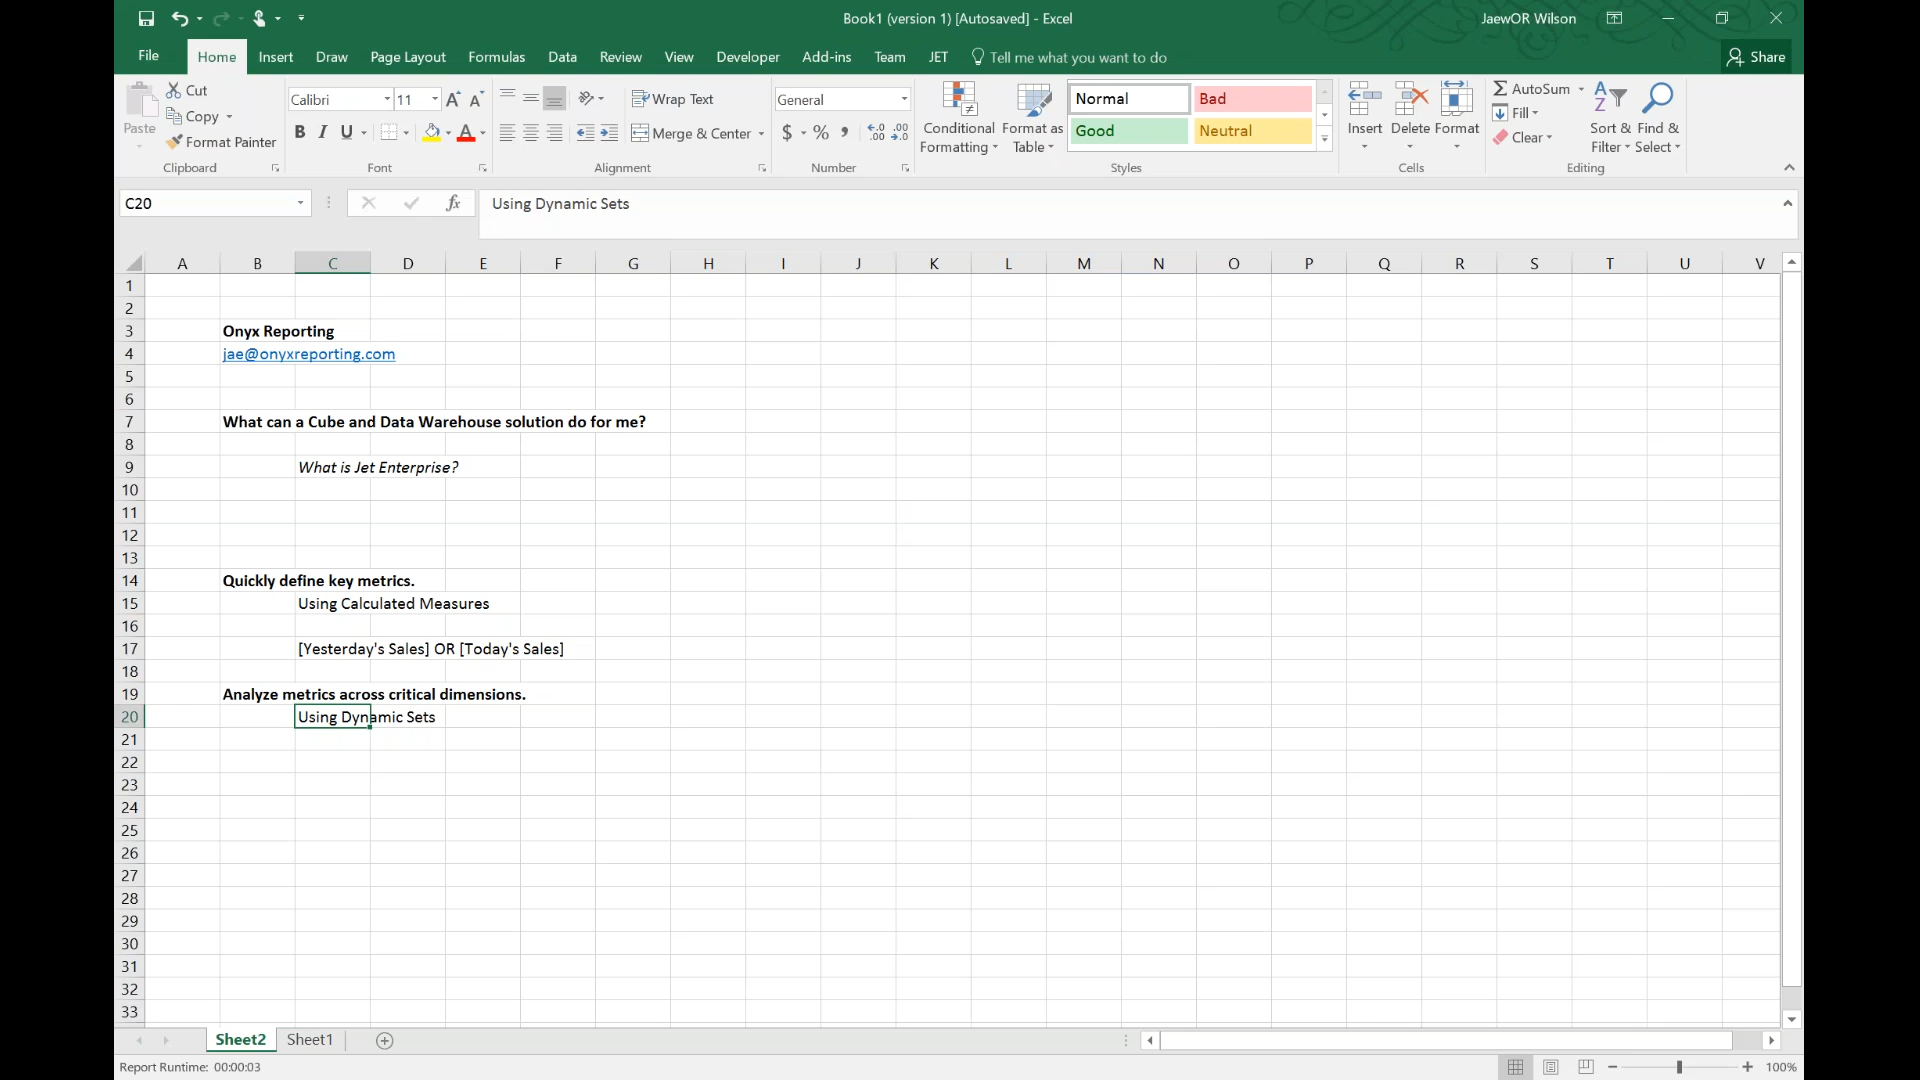 Book1 (version 1) [Autosaved] - Excel
JaewOR Wilson
File
Home
Insert
Draw
Page Layout
Formulas
Data
Review
View
Developer
Add-ins
Team
JET
Tell me what you want to do
Share
Paste
Cut
Copy
Format Painter
Clipboard
Calibri
11
B I U
Font
Wrap Text
Merge & Center
Alignment
General
$ % ,
Number
Conditional
Formatting
Format as
Table
Normal
Bad
Good
Neutral
Styles
Insert
Delete
Format
Cells
AutoSum
Fill
Clear
Sort &
Filter
Find &
Select
Editing
C20
fx
Using Dynamic Sets
A B C D E F G H I J K L M N O P Q R S T U V
1
2
3 Onyx Reporting
4 jae@onyxreporting.com
5
6
7 What can a Cube and Data Warehouse solution do for me?
8
9 What is Jet Enterprise?
10
11
12
13
14 Quickly define key metrics.
15 Using Calculated Measures
16
17 [Yesterday's Sales] OR [Today's Sales]
18
19 Analyze metrics across critical dimensions.
20 Using Dynamic Sets
21
22
23
24
25
26
27
28
29
30
31
32
33
Sheet2
Sheet1
Report Runtime: 00:00:03
100%